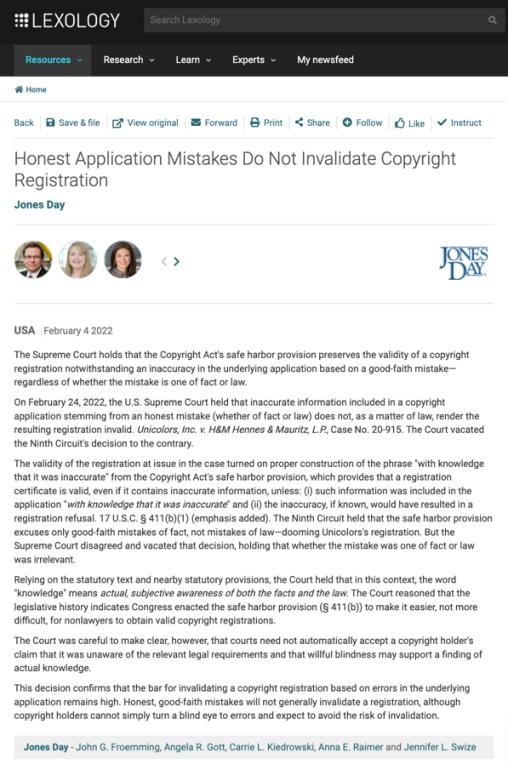 LEXOLOGY
Search Lexology
Resources Research Learn Experts My newsfeed
Home
Back Save & file View original Forward Print Share Follow Like Instruct
Honest Application Mistakes Do Not Invalidate Copyright
Registration
Jones Day
JONES
DAY
USA February 4 2022
The Supreme Court holds that the Copyright Act's safe harbor provision preserves the validity of a copyright
registration notwithstanding an inaccuracy in the underlying application based on a good-faith mistake—
regardless of whether the mistake is one of fact or law.
On February 24, 2022, the U.S. Supreme Court held that inaccurate information included in a copyright
application stemming from an honest mistake (whether of fact or law) does not, as a matter of law, render the
resulting registration invalid. Unicolors, Inc. v. H&M Hennes & Mauritz, L.P., Case No. 20-915. The Court vacated
the Ninth Circuit's decision to the contrary.
The validity of the registration at issue in the case turned on proper construction of the phrase "with knowledge
that it was inaccurate" from the Copyright Act's safe harbor provision, which provides that a registration
certificate is valid, even if it contains inaccurate information, unless: (i) such information was included in the
application "with knowledge that it was inaccurate" and (ii) the inaccuracy, if known, would have resulted in a
registration refusal. 17 U.S.C. § 411(b)(1) (emphasis added). The Ninth Circuit held that the safe harbor provision
excuses only good-faith mistakes of fact, not mistakes of law—dooming Unicolors's registration. But the
Supreme Court disagreed and vacated that decision, holding that whether the mistake was one of fact or law
was irrelevant.
Relying on the statutory text and nearby statutory provisions, the Court held that in this context, the word
"knowledge" means actual, subjective awareness of both the facts and the law. The Court reasoned that the
legislative history indicates Congress enacted the safe harbor provision (§ 411(b)) to make it easier, not more
difficult, for nonlawyers to obtain valid copyright registrations.
The Court was careful to make clear, however, that courts need not automatically accept a copyright holder's
claim that it was unaware of the relevant legal requirements and that willful blindness may support a finding of
actual knowledge.
This decision confirms that the bar for invalidating a copyright registration based on errors in the underlying
application remains high. Honest, good-faith mistakes will not generally invalidate a registration, although
copyright holders cannot simply turn a blind eye to errors and expect to avoid the risk of invalidation.
Jones Day - John G. Froemming, Angela R. Gott, Carrie L. Kiedrowski, Anna E. Raimer and Jennifer L. Swize